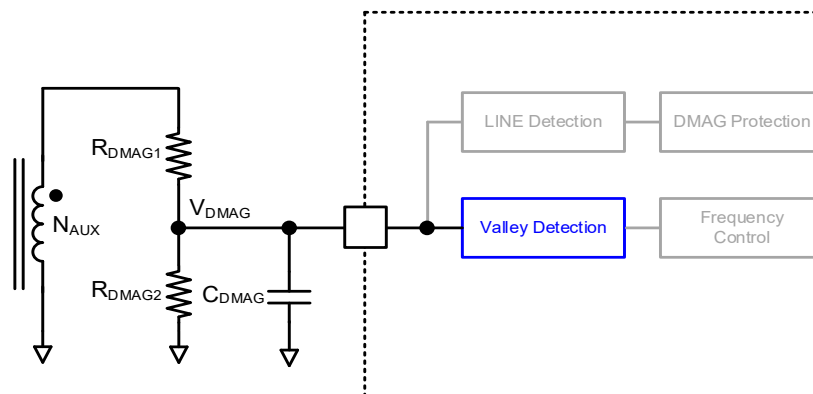 LINE Detection
DMAG Protection
RDMAG1
VDMAG
NAUX
Valley Detection
Frequency
Control
RDMAG2
CDMAG